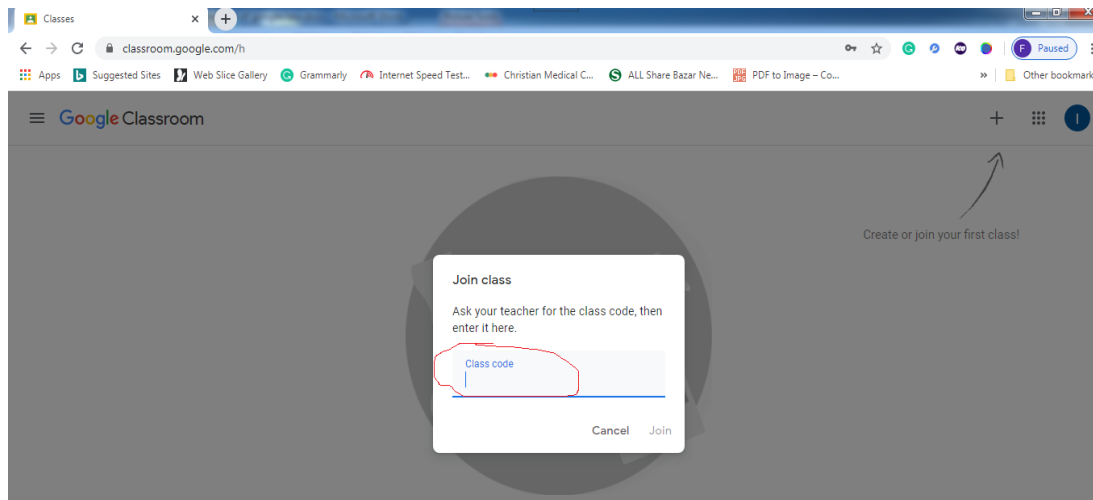 Classes
classroom.google.com/h
Paused
Apps
Suggested Sites
Web Slice Gallery
Grammarly
Internet Speed Test...
Christian Medical C...
ALL Share Bazar Ne...
PDF to Image – Co...
Other bookmark
Google Classroom
I
Create or join your first class!
Join class
Ask your teacher for the class code, then
enter it here.
Class code
Cancel Join